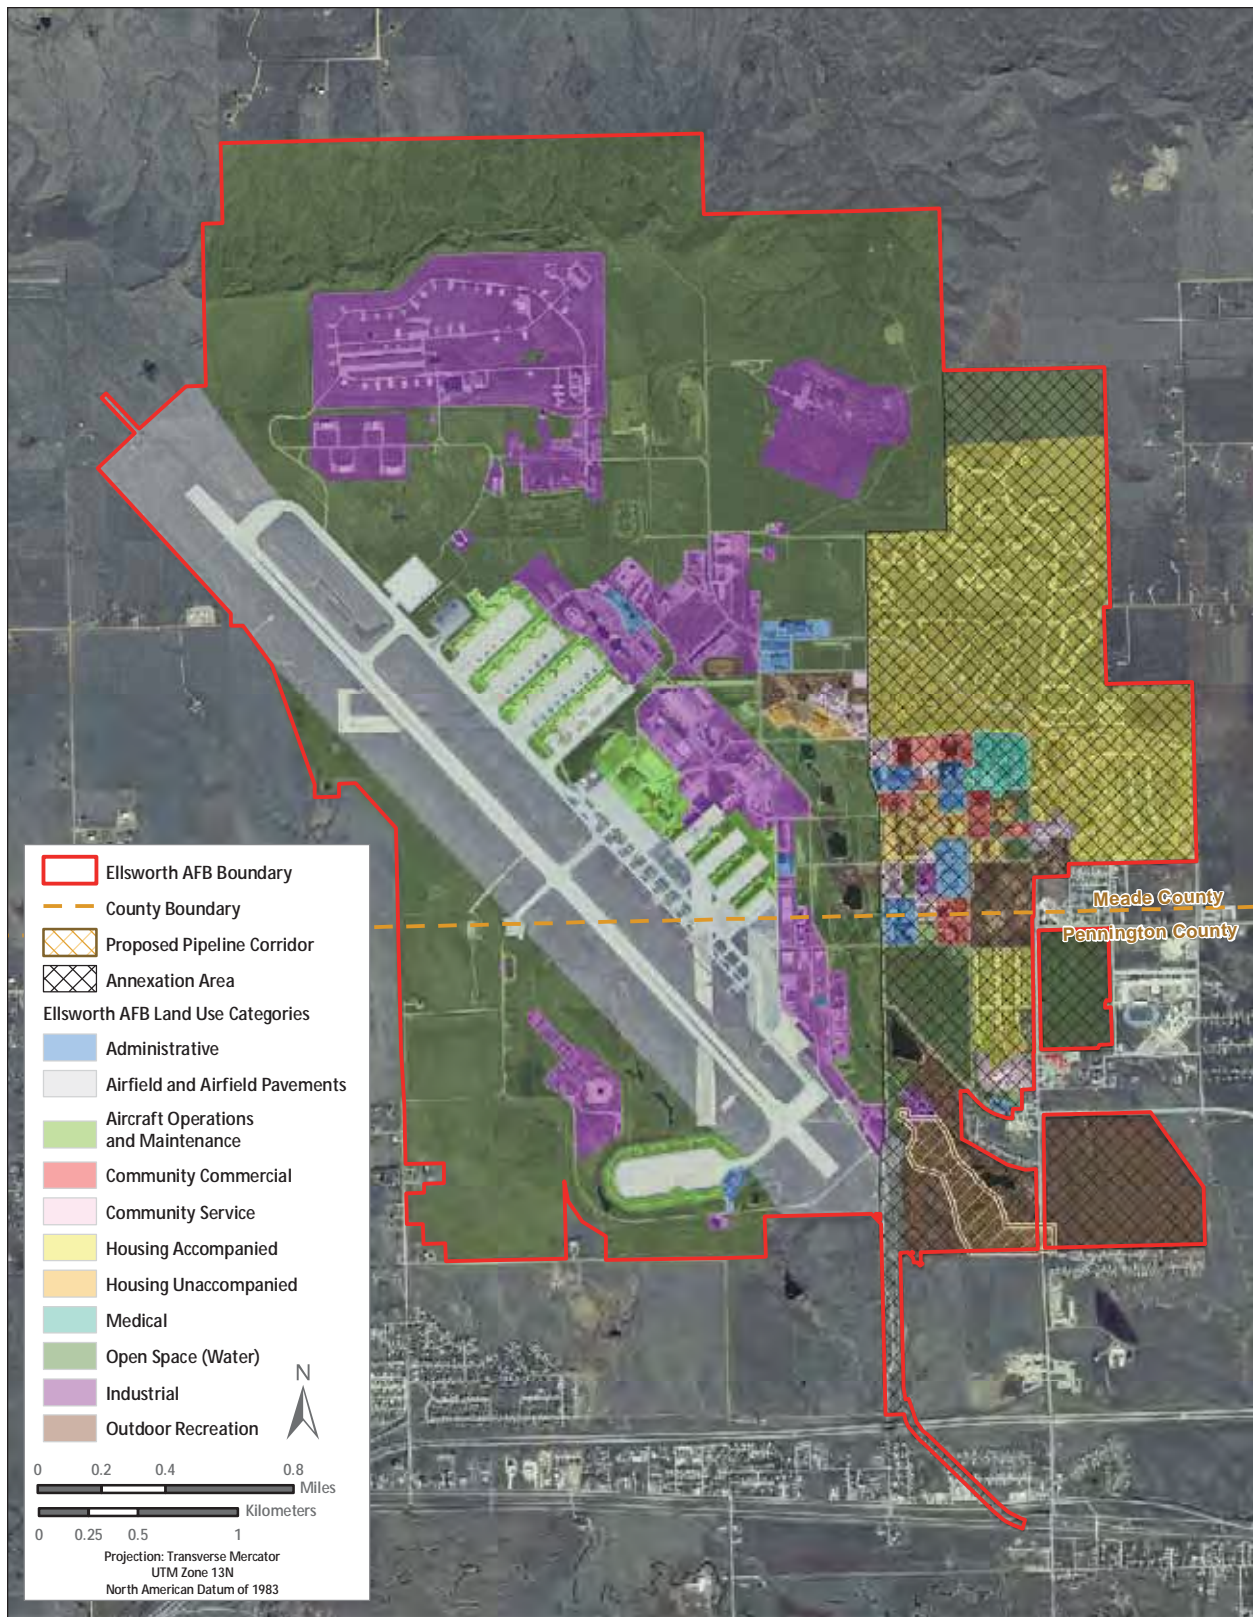 Meade County
Pennington County
Ellsworth AFB Boundary
County Boundary
Proposed Pipeline Corridor
Annexation Area
Ellsworth AFB Land Use Categories
Administrative
Airfield and Airfield Pavements
Aircraft Operations
and Maintenance
Community Commercial
Community Service
Housing Accompanied
Housing Unaccompanied
Medical
Open Space (Water)
Industrial
Outdoor Recreation
N
0 0.2 0.4 0.8
Miles
Kilometers
0 0.25 0.5 1
Projection: Transverse Mercator
UTM Zone 13N
North American Datum of 1983